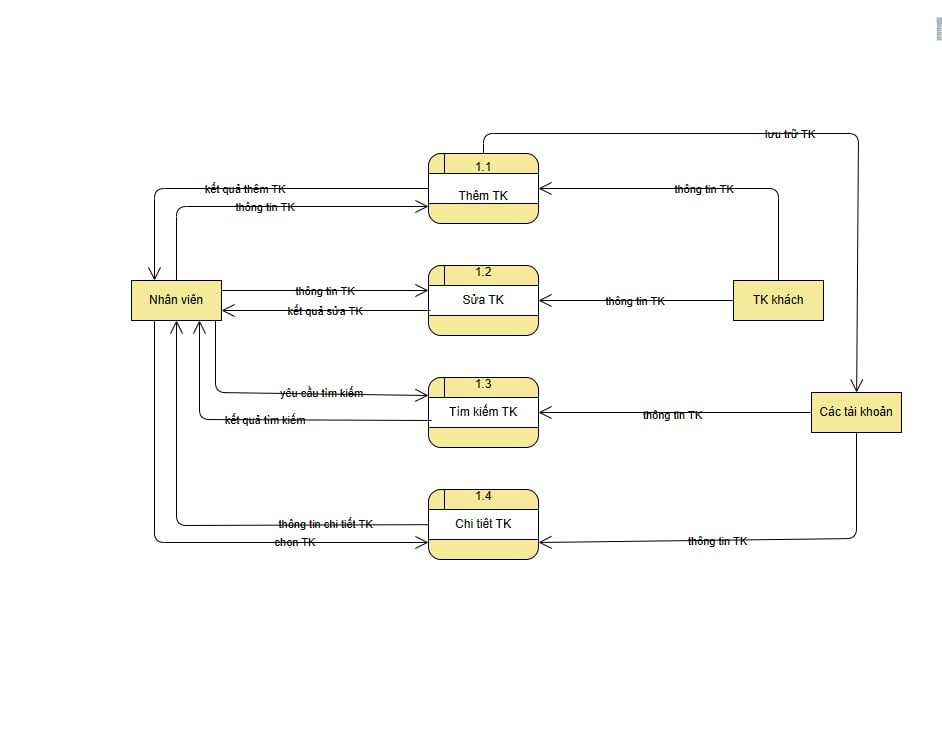 lưu trữ TK
1.1
Thêm TK
kết quả thêm TK
thông tin TK
thông tin TK
1.2
Sửa TK
Nhân viên
thông tin TK
kết quả sửa TK
thông tin TK
TK khách
1.3
Tìm kiếm TK
yêu cầu tìm kiếm
kết quả tìm kiếm
thông tin TK
Các tài khoản
1.4
Chi tiết TK
thông tin chi tiết TK
chọn TK
thông tin TK